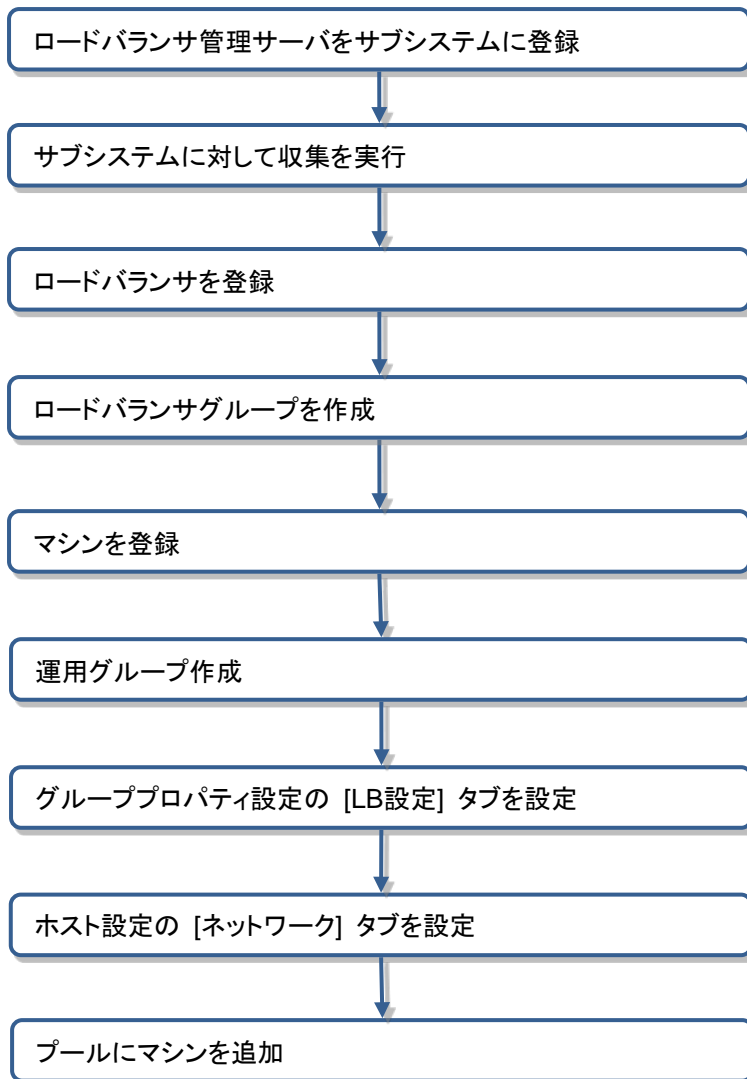 ロードバランサ管理サーバをサブシステムに登録
サブシステムに対して収集を実行
ロードバランサを登録
ロードバランサグループを作成
マシンを登録
運用グループ作成
グループプロパティ設定の [LB設定] タブを設定
ホスト設定の [ネットワーク] タブを設定
プールにマシンを追加